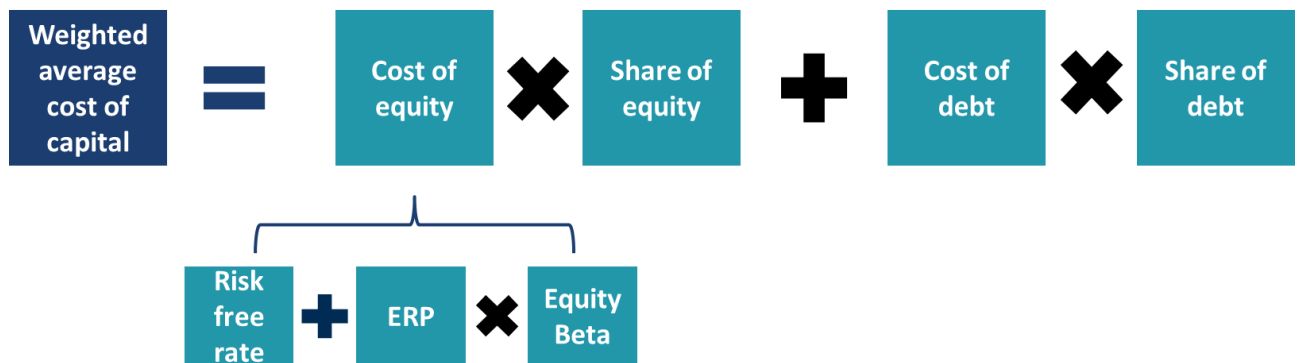 Weighted
average
cost of
capital
=
Cost of
equity
×
Share of
equity
+
Cost of
debt
×
Share of
debt
Risk
free
rate
+
ERP
×
Equity
Beta